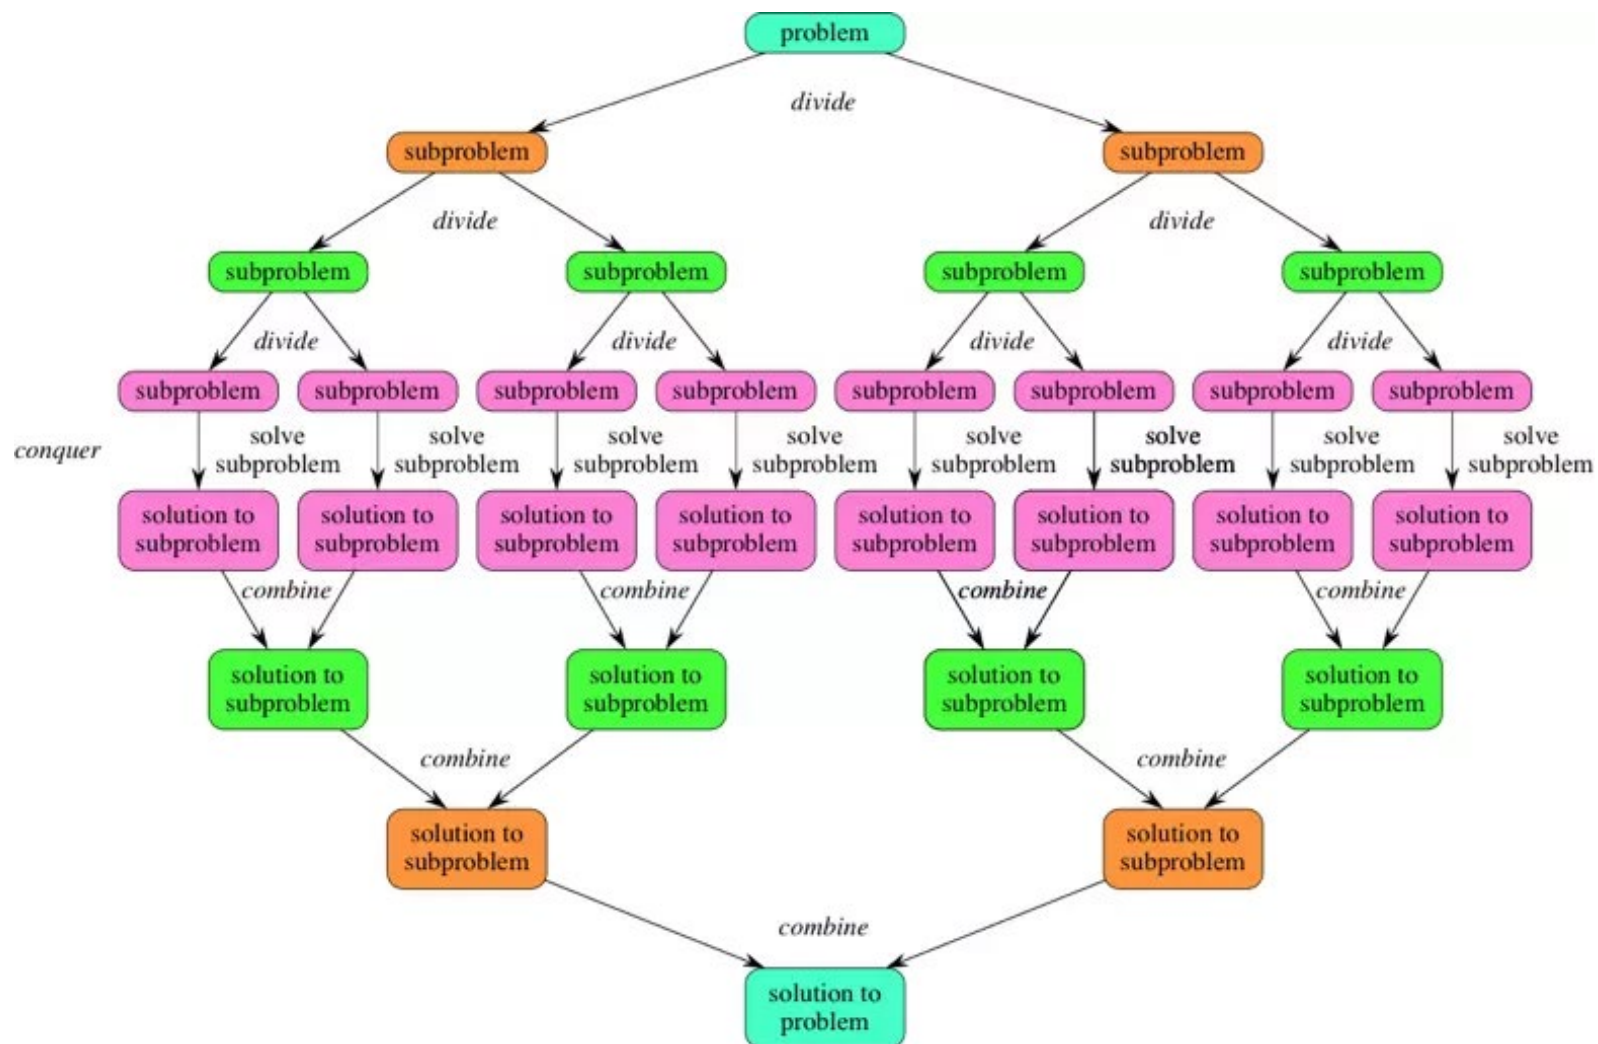 problem
divide
subproblem subproblem
divide divide
subproblem subproblem subproblem subproblem
divide divide divide divide
subproblem subproblem subproblem subproblem subproblem subproblem subproblem subproblem
solve solve solve solve solve solve solve solve
conquer
subproblem subproblem subproblem subproblem subproblem subproblem subproblem subproblem
solution to solution to solution to solution to solution to solution to solution to solution to
subproblem subproblem subproblem subproblem subproblem subproblem subproblem subproblem
combine combine combine combine
solution to solution to solution to solution to
subproblem subproblem subproblem subproblem
combine combine
solution to solution to
subproblem subproblem
combine
solution to
problem